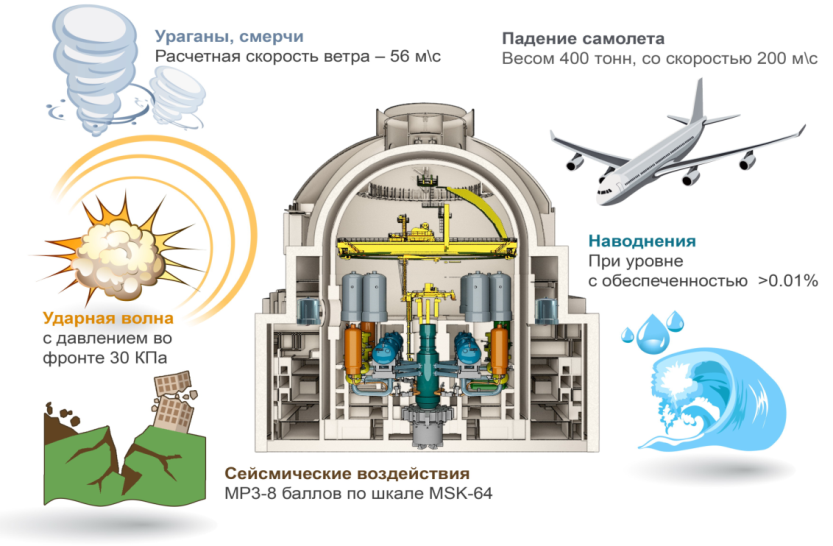 Ураганы, смерчи
Расчетная скорость ветра – 56 м\с
Падение самолета
Весом 400 тонн, со скоростью 200 м\с
Наводнения
При уровне
с обеспеченностью >0.01%
Ударная волна
с давлением во
фронте 30 КПа
Сейсмические воздействия
МРЗ-8 баллов по шкале MSK-64